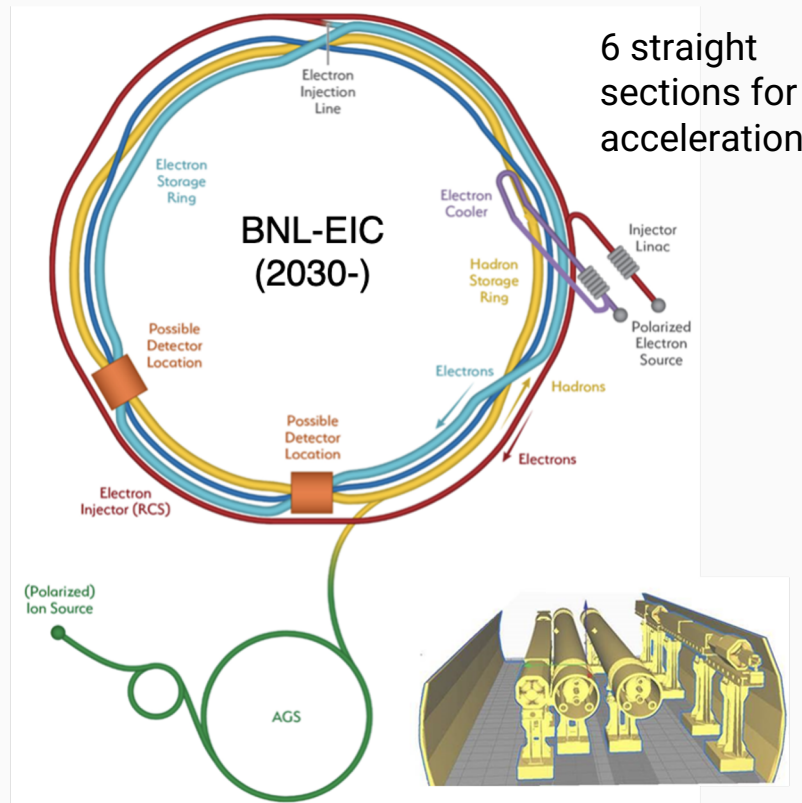 6 straight
sections for
acceleration
Electron
Injection
Line
Electron
Storage
Ring
Electron
Cooler
BNL-EIC
(2030-)
Injector
Linac
Hadron
Storage
Ring
Polarized
Electron
Source
Possible
Detector
Location
Electrons
Hadrons
Possible
Detector
Location
Electrons
Electron
Injector (RCS)
(Polarized)
Ion Source
AGS